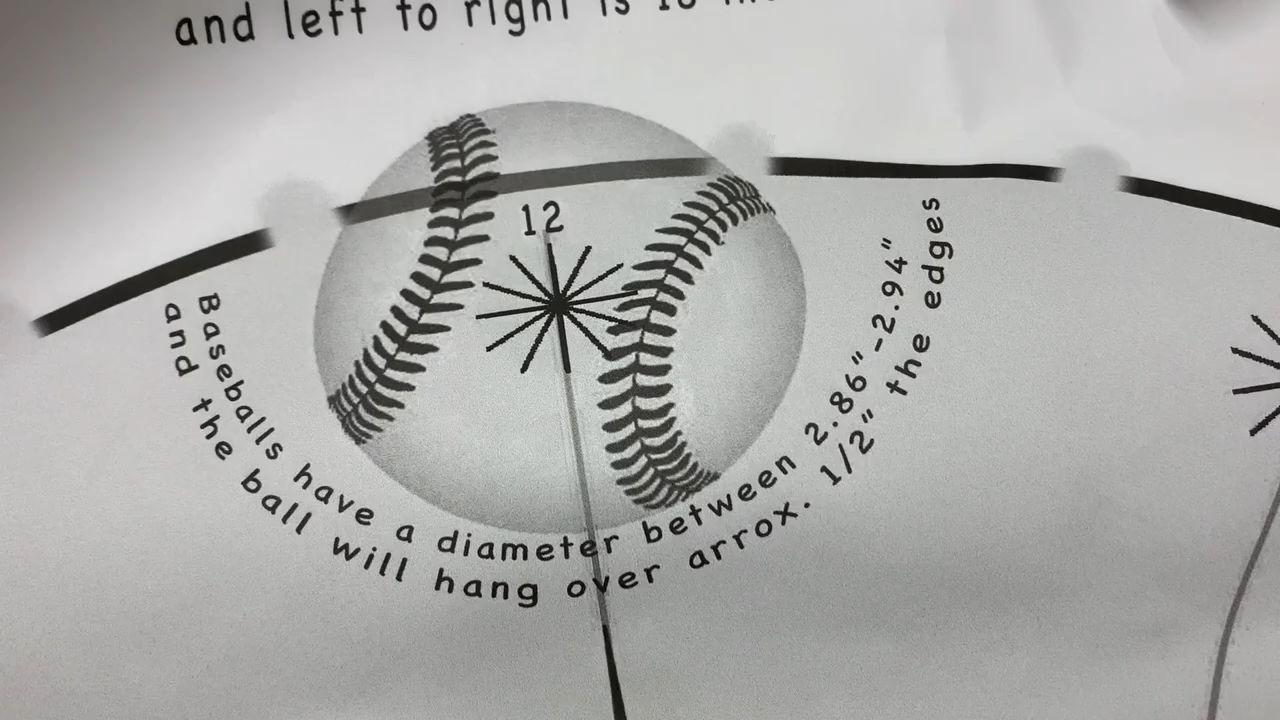 and left to right is 18
12
Baseballs have a diameter between 2.86"-2.94"
and the ball will hang over arrox. 1/2" the edges